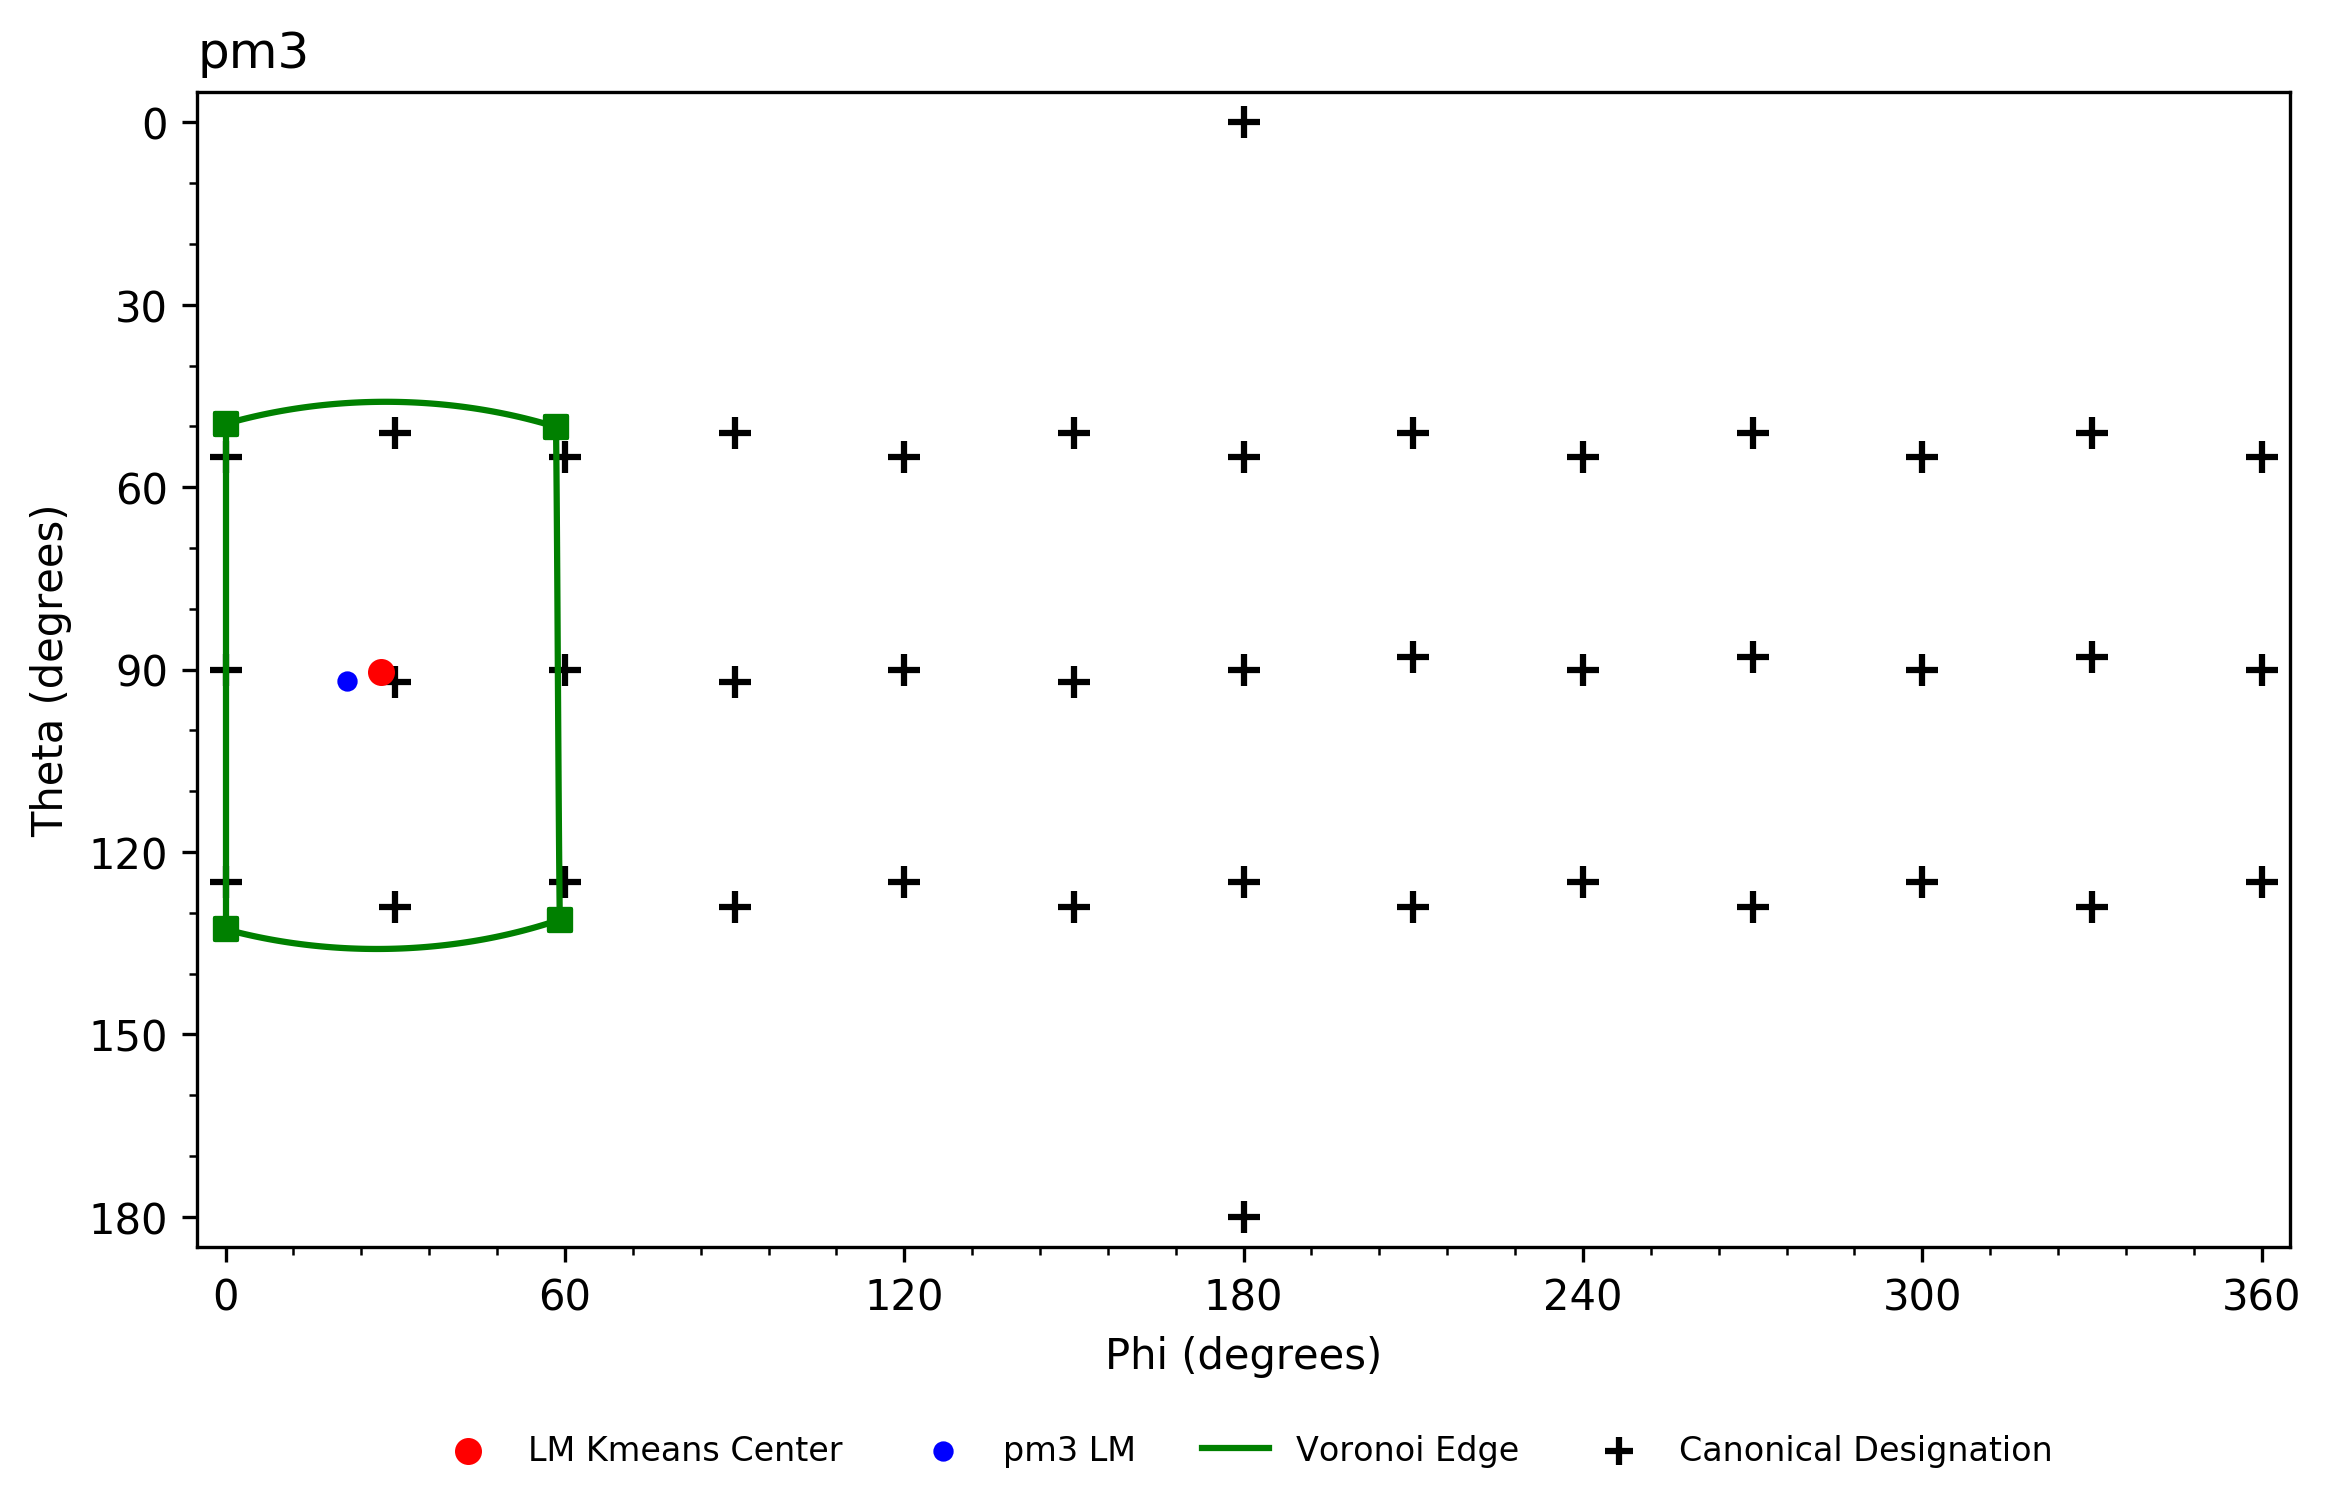 pm3
0
30
60
90
120
150
180
Theta (degrees)
0 60 120 180 240 300 360
Phi (degrees)
LM Kmeans Center pm3 LM Voronoi Edge Canonical Designation